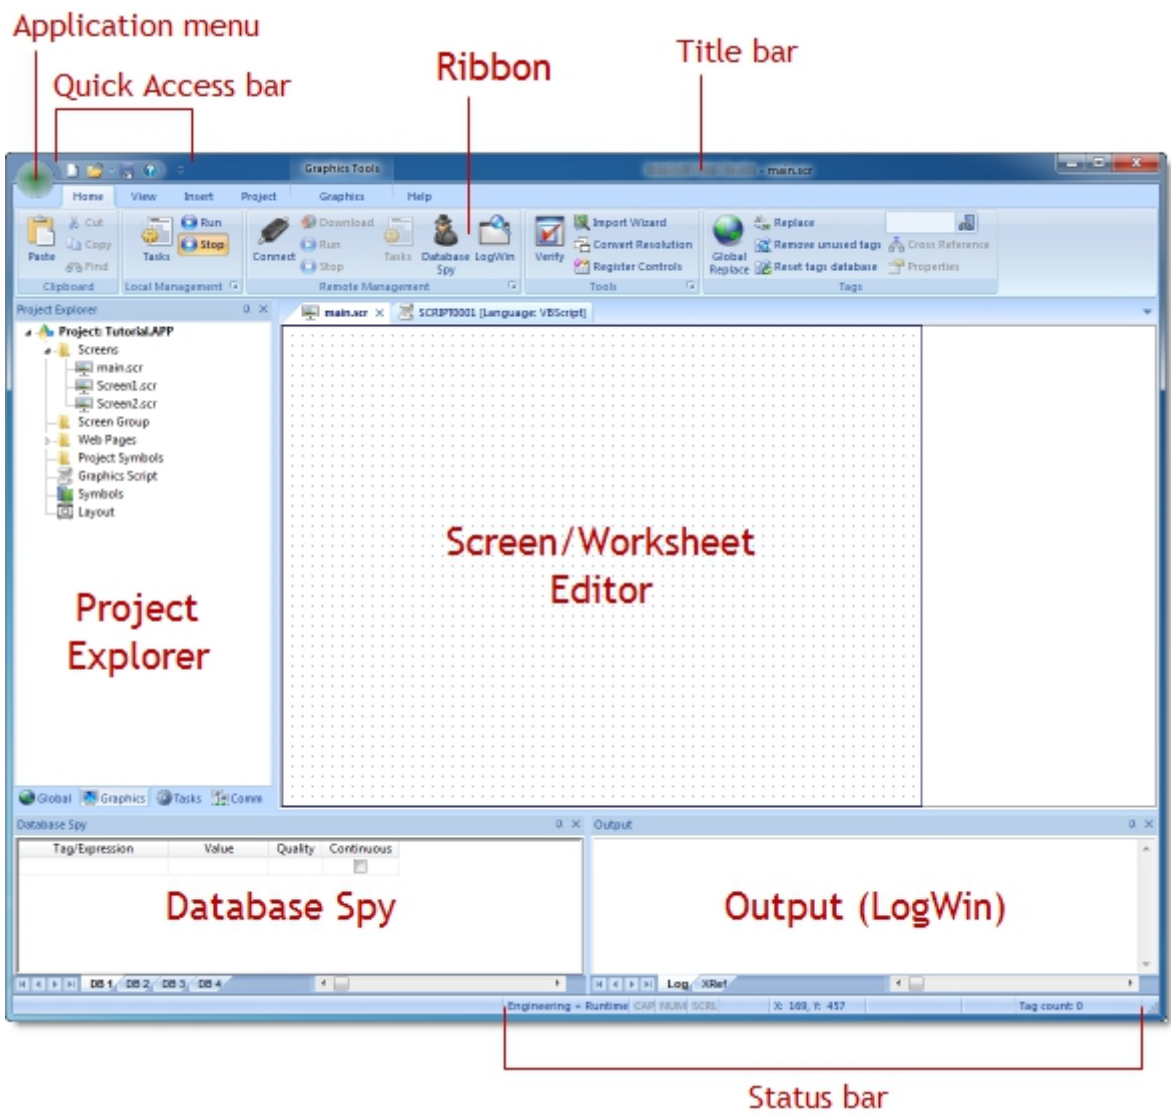 Application menu
Quick Access bar
Ribbon
Title bar
Graphics Tools
- main.scr
Home View Insert Project Graphics Help
Paste
Cut
Copy
Find
Clipboard
Tasks
Run
Stop
Local Management
Connect
Download
Run
Stop
Tasks
Database Spy
LogWin
Remote Management
Verify
Import Wizard
Convert Resolution
Register Controls
Tools
Global Replace
Replace
Remove unused tags
Reset tags database
Cross Reference
Properties
Tags
Project Explorer
main.scr
SCRIPT0001 [Language: VBScript]
Project: Tutorial.APP
Screens
main.scr
Screen1.scr
Screen2.scr
Screen Group
Web Pages
Project Symbols
Graphics Script
Symbols
Layout
Project
Explorer
Screen/Worksheet
Editor
Global Graphics Tasks Comm
Database Spy
Tag/Expression Value Quality Continuous
Database Spy
DB 1 DB 2 DB 3 DB 4
Output
Output (LogWin)
Log XRef
Engineering + Runtime CAP NUM SCRL X: 169, Y: 457 Tag count: 0
Status bar